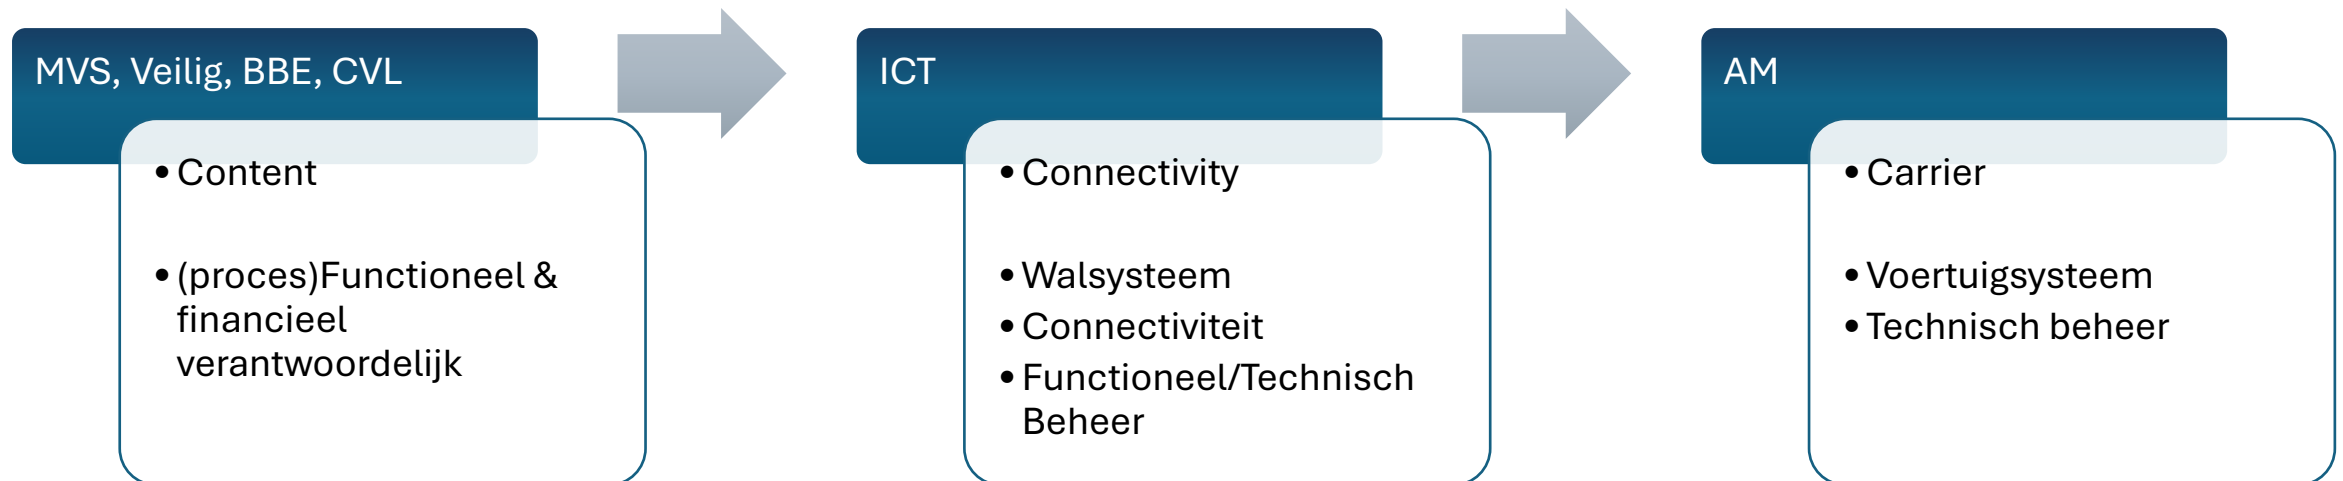 MVS, Veilig, BBE, CVL
• Content
• (proces)Functioneel &
financieel
verantwoordelijk
ICT
• Connectivity
• Walsysteem
• Connectiviteit
• Functioneel/Technisch
Beheer
AM
• Carrier
• Voertuigsysteem
• Technisch beheer